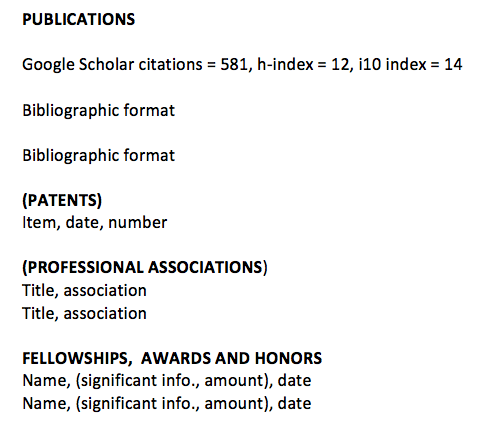 PUBLICATIONS
Google Scholar citations = 581, h-index = 12, i10 index = 14
Bibliographic format
Bibliographic format
(PATENTS)
Item, date, number
(PROFESSIONAL ASSOCIATIONS)
Title, association
Title, association
FELLOWSHIPS, AWARDS AND HONORS
Name, (significant info., amount), date
Name, (significant info., amount), date